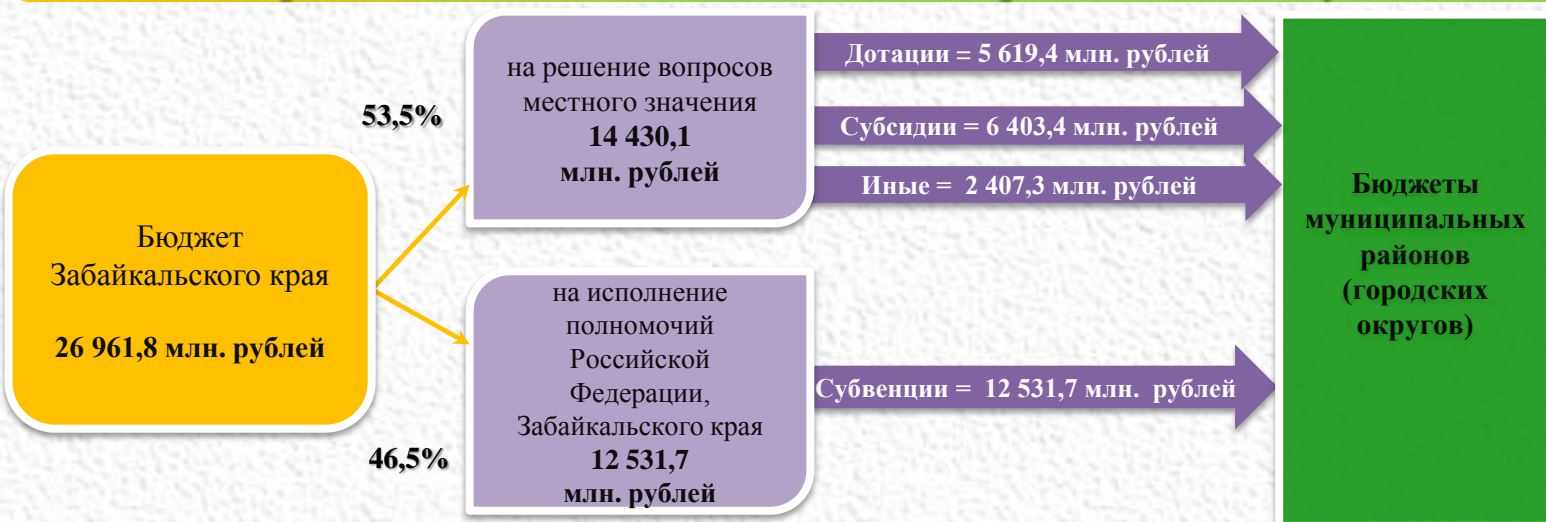 Бюджет
Забайкальского края
26 961,8 млн. рублей
53,5%
на решение вопросов
местного значения
14 430,1
млн. рублей
46,5%
на исполнение
полномочий
Российской
Федерации,
Забайкальского края
12 531,7
млн. рублей
Дотации = 5 619,4 млн. рублей
Субсидии = 6 403,4 млн. рублей
Иные =  2 407,3 млн. рублей
Субвенции =  12 531,7 млн.  рублей
Бюджеты
муниципальных
районов
(городских
округов)